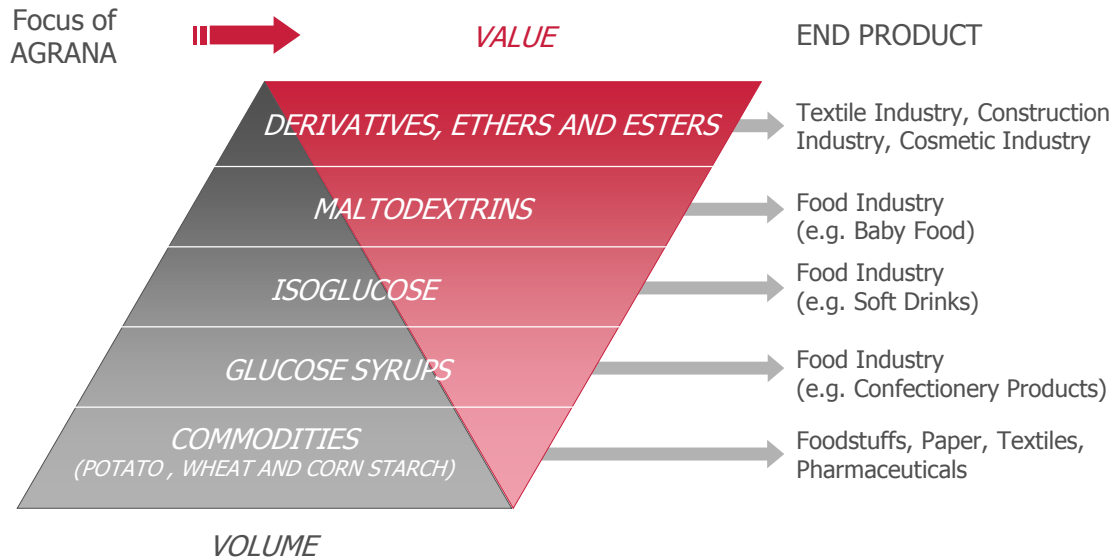 Focus of
AGRANA
VALUE
END PRODUCT
DERIVATIVES, ETHERS AND ESTERS
Textile Industry, Construction
Industry, Cosmetic Industry
MALTODEXTRINS
Food Industry
(e.g. Baby Food)
ISOGLUCOSE
Food Industry
(e.g. Soft Drinks)
GLUCOSE SYRUPS
Food Industry
(e.g. Confectionery Products)
COMMODITIES
(POTATO , WHEAT AND CORN STARCH)
Foodstuffs, Paper, Textiles,
Pharmaceuticals
VOLUME